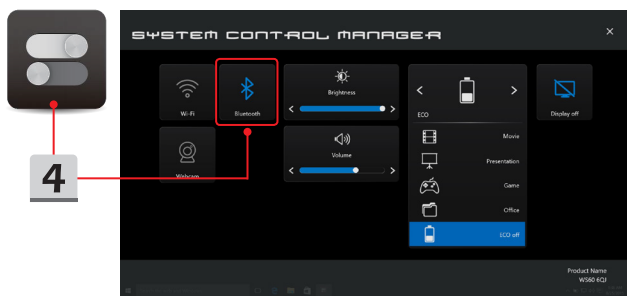 SYSTEM CONTROL MANAGER
×
Wi-Fi
Bluetooth
Brightness
ECO
Display off
Movie
Webcam
Volume
Presentation
Game
Office
ECO off
4
Product Name
WS60 6QJ